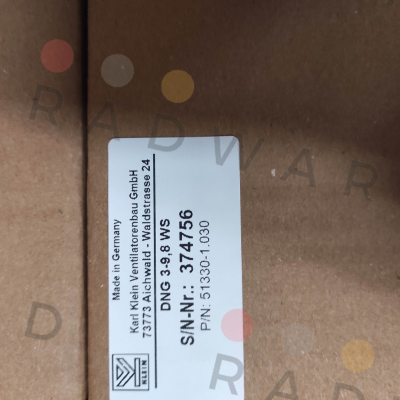 Made in Germany
Karl Klein Ventilatorenbau GmbH
73773 Aichwald - Waldstrasse 24
DNG 3-9,8 WS
S/N-Nr.: 374756
P/N: 51330-1.030
KLEIN
RADWAR
D
RADWAR